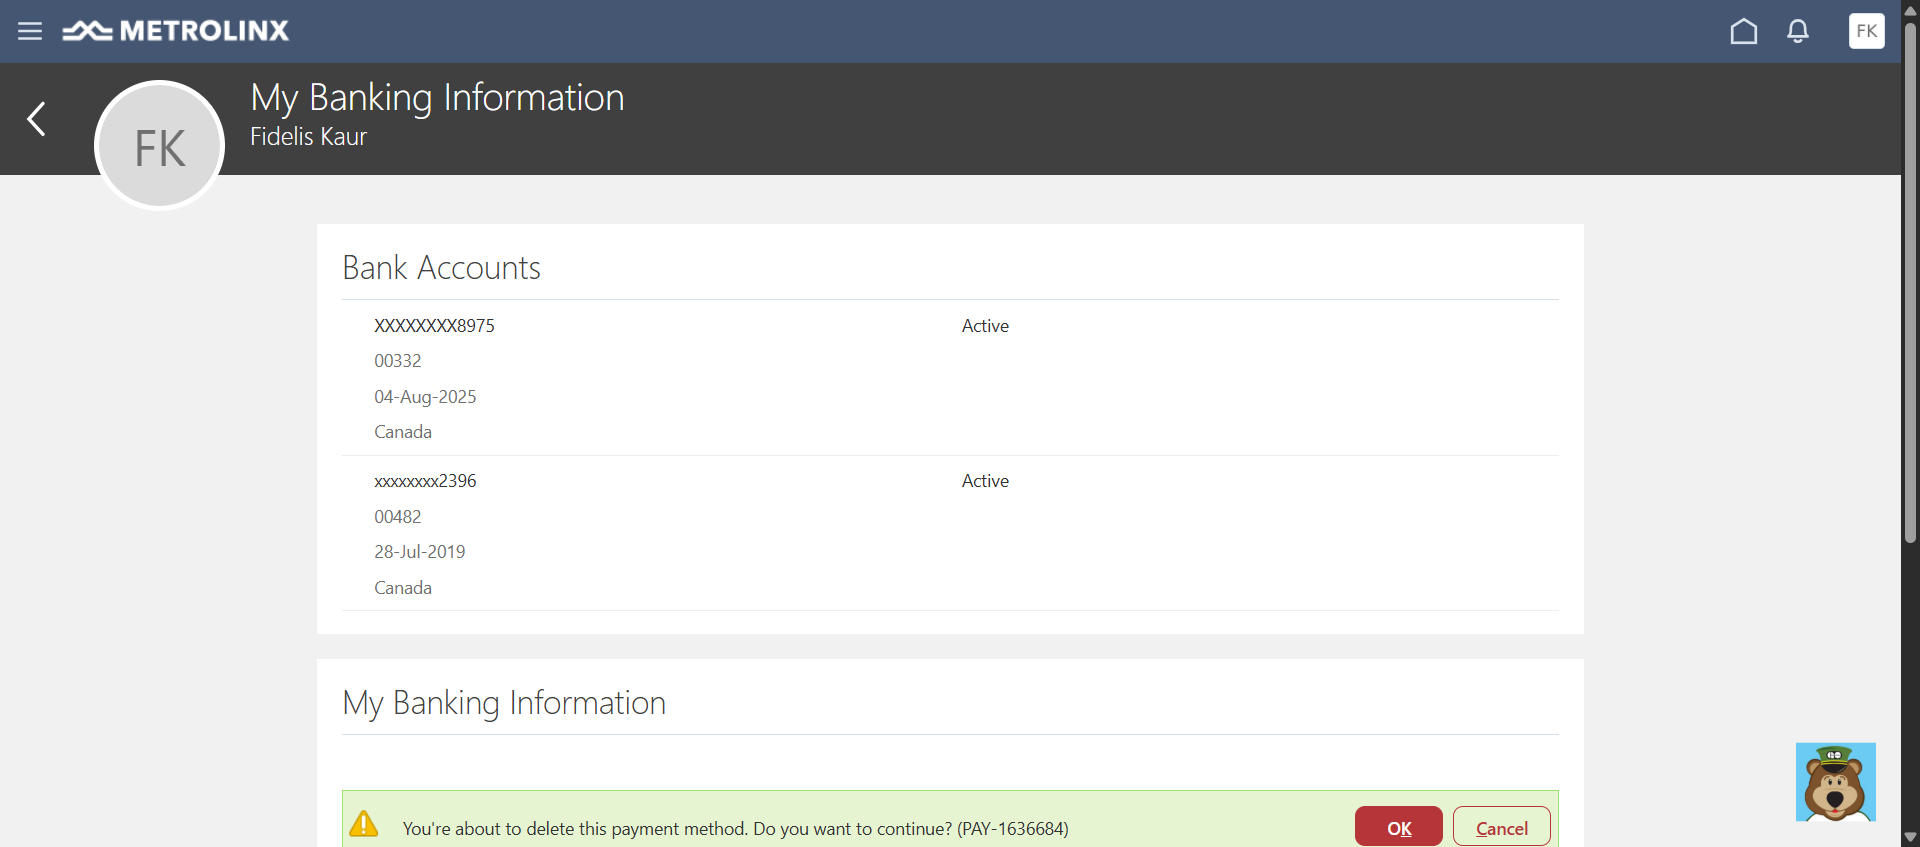 METROLINX
FK
FK
My Banking Information
Fidelis Kaur
Bank Accounts
XXXXXXXX8975 Active
00332
04-Aug-2025
Canada
xxxxxxxx2396 Active
00482
28-Jul-2019
Canada
My Banking Information
You're about to delete this payment method. Do you want to continue? (PAY-1636684) OK Cancel